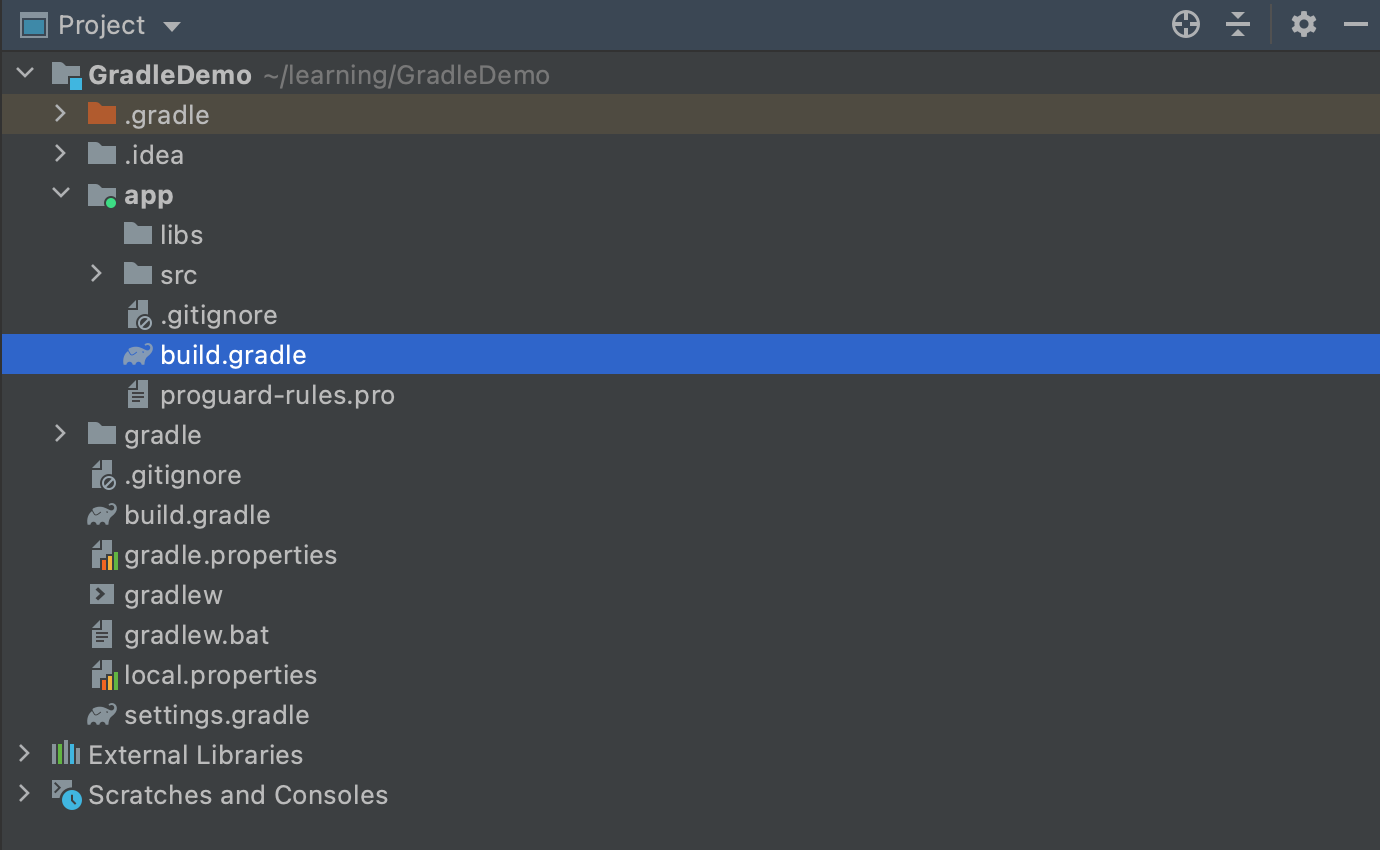 Project
GradleDemo ~/learning/GradleDemo
.gradle
.idea
app
libs
src
.gitignore
build.gradle
proguard-rules.pro
gradle
.gitignore
build.gradle
gradle.properties
gradlew
gradlew.bat
local.properties
settings.gradle
External Libraries
Scratches and Consoles